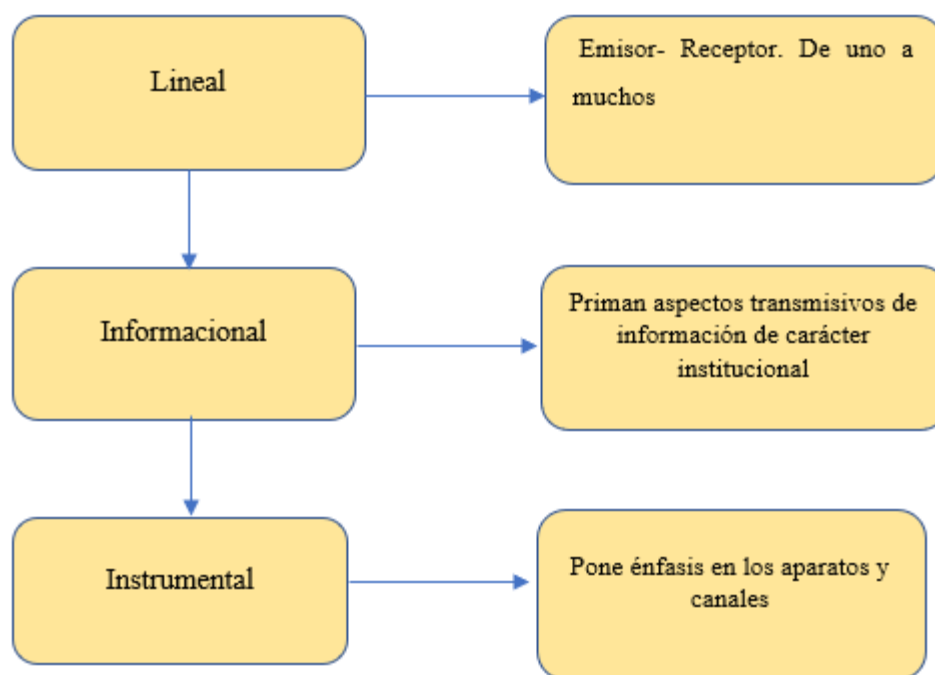 Lineal
Emisor- Receptor. De uno a
muchos
Informacional
Priman aspectos transmisivos de
información de carácter
institucional
Instrumental
Pone énfasis en los aparatos y
canales